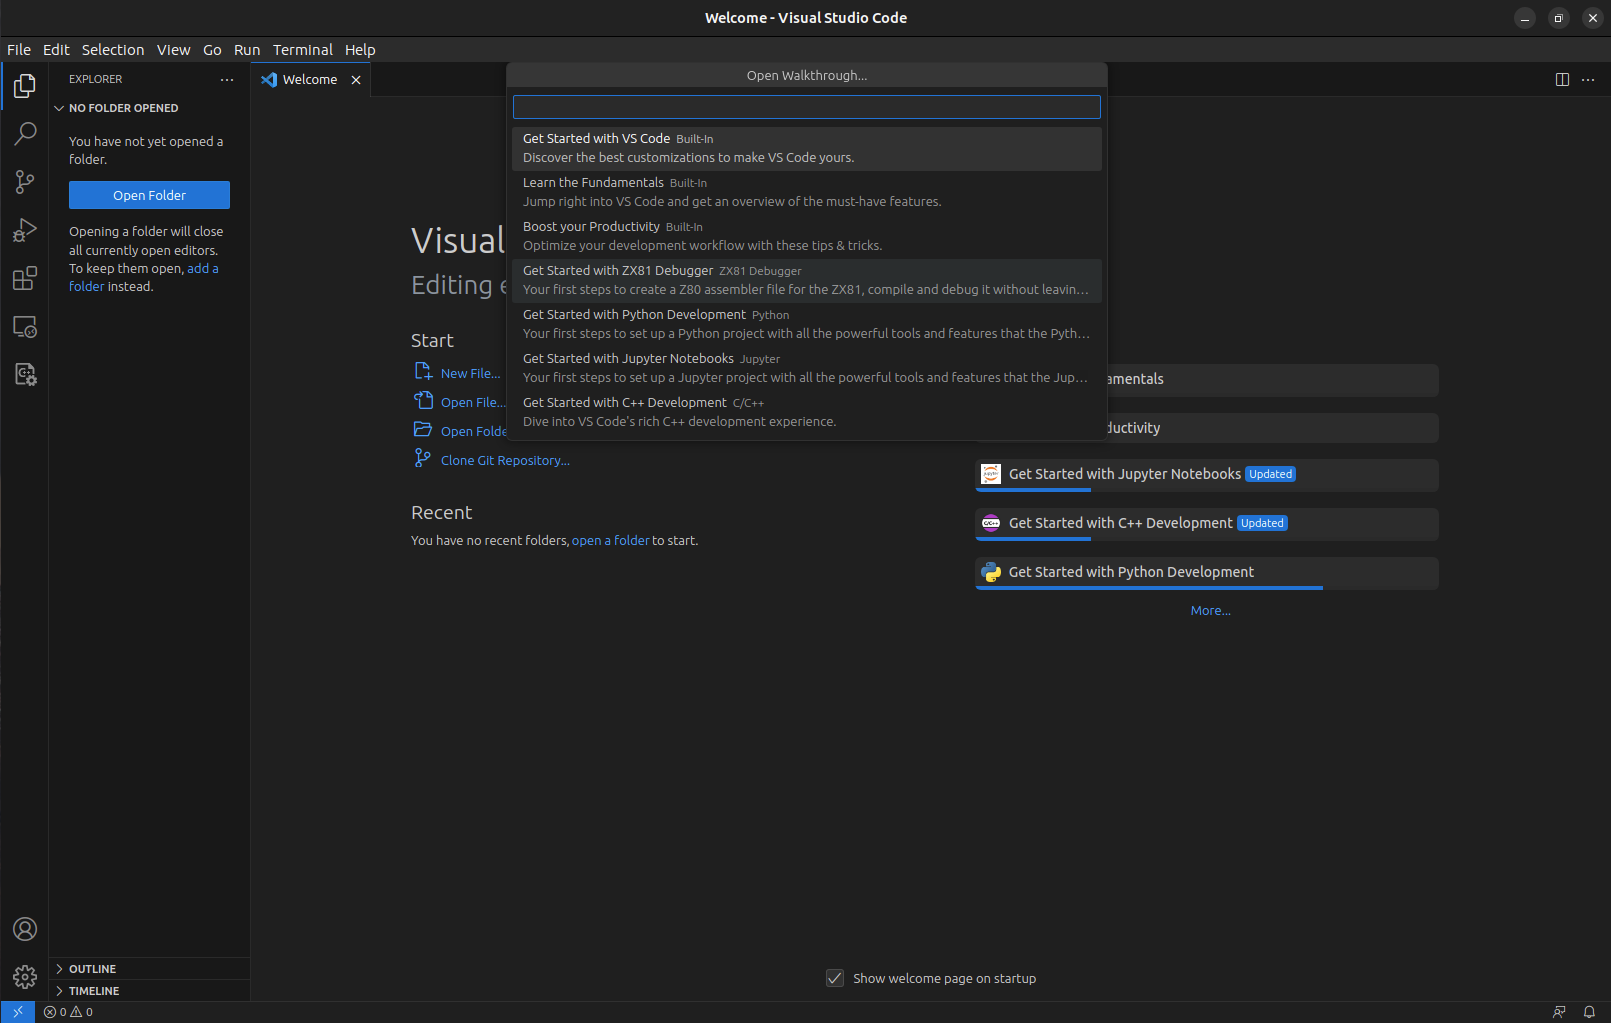 Welcome - Visual Studio Code
File Edit Selection View Go Run Terminal Help
EXPLORER
NO FOLDER OPENED
You have not yet opened a
folder.
Open Folder
Opening a folder will close
all currently open editors.
To keep them open, add a
folder instead.
OUTLINE
TIMELINE
Welcome
Open Walkthrough...
Get Started with VS Code Built-In
Discover the best customizations to make VS Code yours.
Learn the Fundamentals Built-In
Jump right into VS Code and get an overview of the must-have features.
Boost your Productivity Built-In
Optimize your development workflow with these tips & tricks.
Get Started with ZX81 Debugger ZX81 Debugger
Your first steps to create a Z80 assembler file for the ZX81, compile and debug it without leavin...
Get Started with Python Development Python
Your first steps to set up a Python project with all the powerful tools and features that the Pyth...
Get Started with Jupyter Notebooks Jupyter
Your first steps to set up a Jupyter project with all the powerful tools and features that the Jup...
Get Started with C++ Development C/C++
Dive into VS Code's rich C++ development experience.
Visual
Editing
Start
New File...
Open File...
Open Folde
Clone Git Repository...
Recent
You have no recent folders, open a folder to start.
amentals
ductivity
Get Started with Jupyter Notebooks Updated
C/C++ Get Started with C++ Development Updated
Get Started with Python Development
More...
Show welcome page on startup
0 0